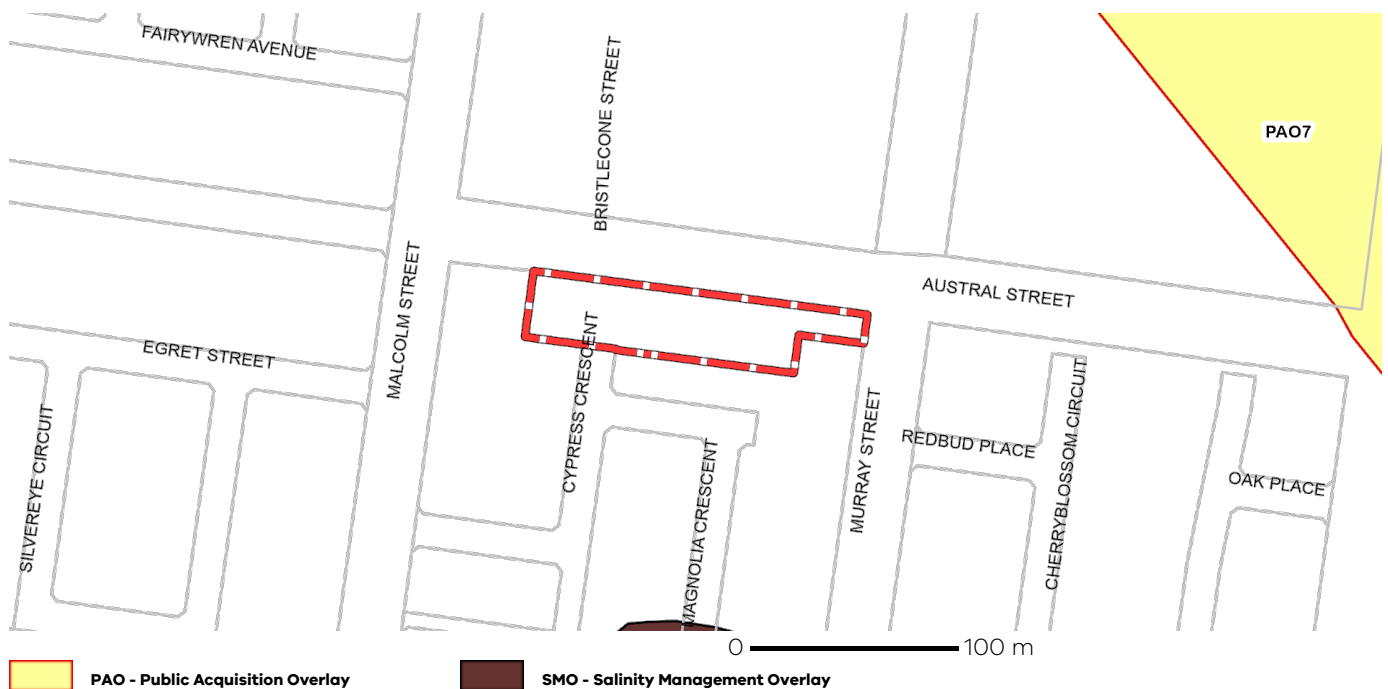 FAIRYWREN AVENUE
BRISTLECONE STREET
PAO7
MALCOLM STREET
AUSTRAL STREET
EGRET STREET
CYPRESS CRESCENT
SILVEREYE CIRCUIT
MURRAY STREET
REDBUD PLACE
CHERRYBLOSSOM CIRCUIT
MAGNOLIA CRESCENT
OAK PLACE
0 100 m
PAO - Public Acquisition Overlay
SMO - Salinity Management Overlay